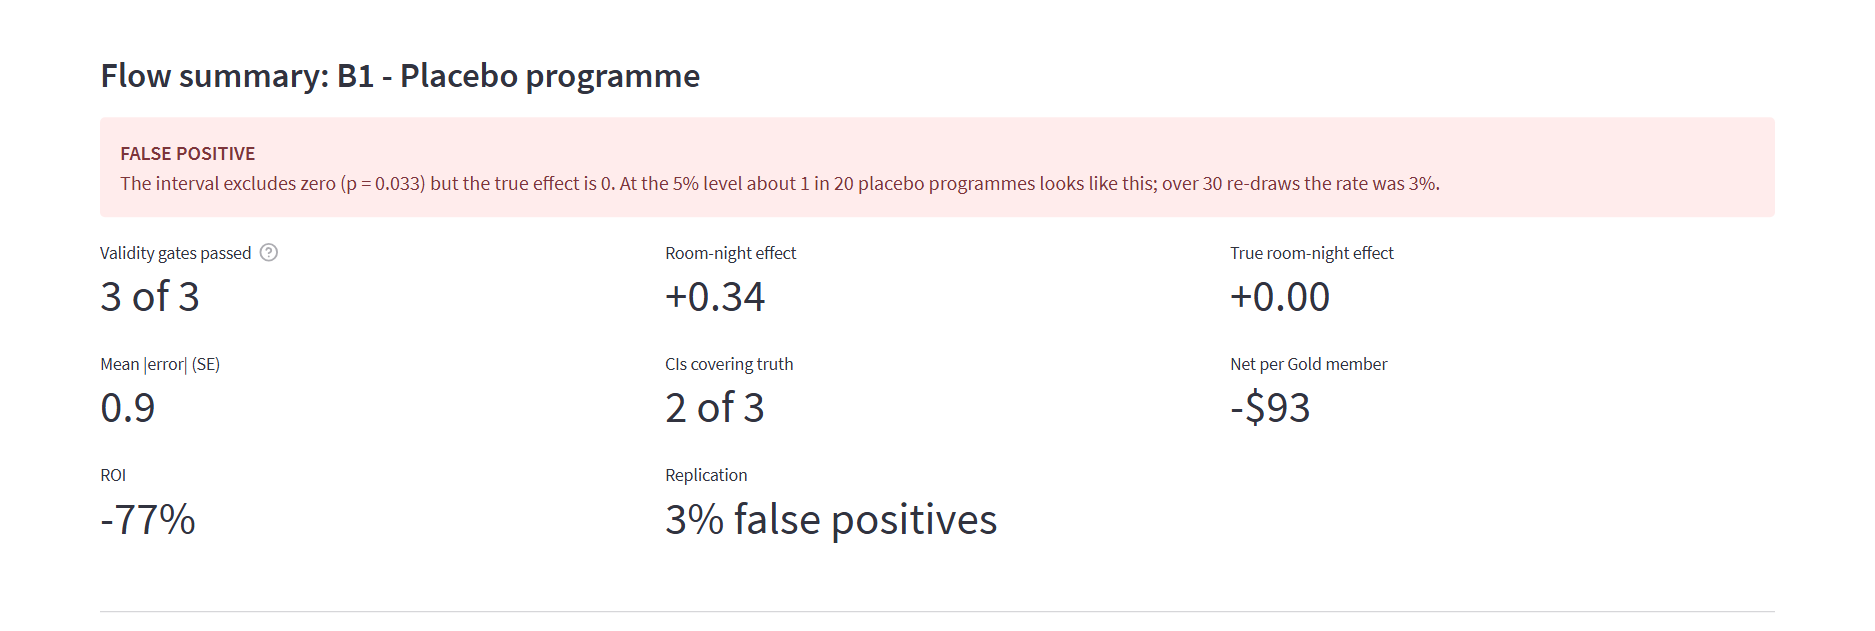 Flow summary: B1 - Placebo programme
FALSE POSITIVE
The interval excludes zero (p = 0.033) but the true effect is 0. At the 5% level about 1 in 20 placebo programmes looks like this; over 30 re-draws the rate was 3%.
Validity gates passed
3 of 3
Room-night effect
+0.34
True room-night effect
+0.00
Mean |error| (SE)
0.9
CIs covering truth
2 of 3
Net per Gold member
-$93
ROI
-77%
Replication
3% false positives